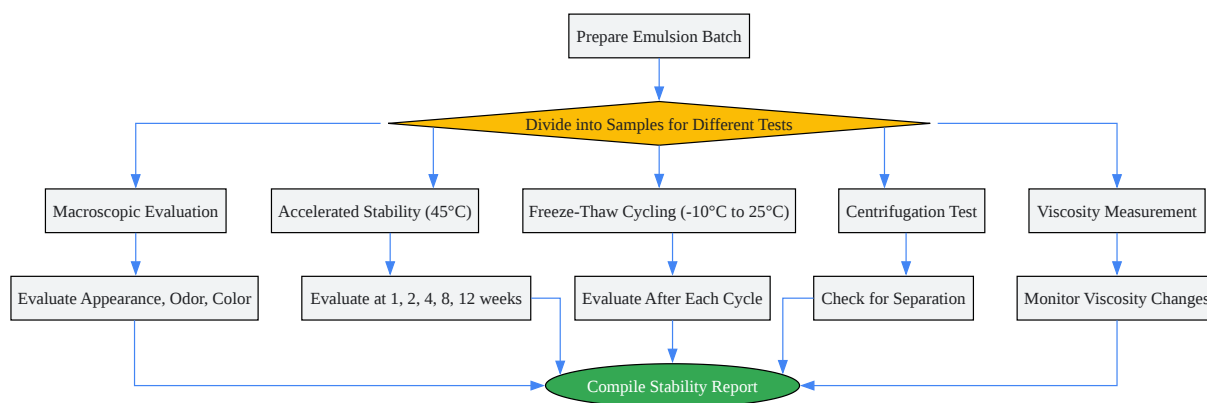 Prepare Emulsion Batch
Divide into Samples for Different Tests
Macroscopic Evaluation
Accelerated Stability (45°C)
Freeze-Thaw Cycling (-10°C to 25°C)
Centrifugation Test
Viscosity Measurement
Evaluate Appearance, Odor, Color
Evaluate at 1, 2, 4, 8, 12 weeks
Evaluate After Each Cycle
Check for Separation
Monitor Viscosity Changes
Compile Stability Report